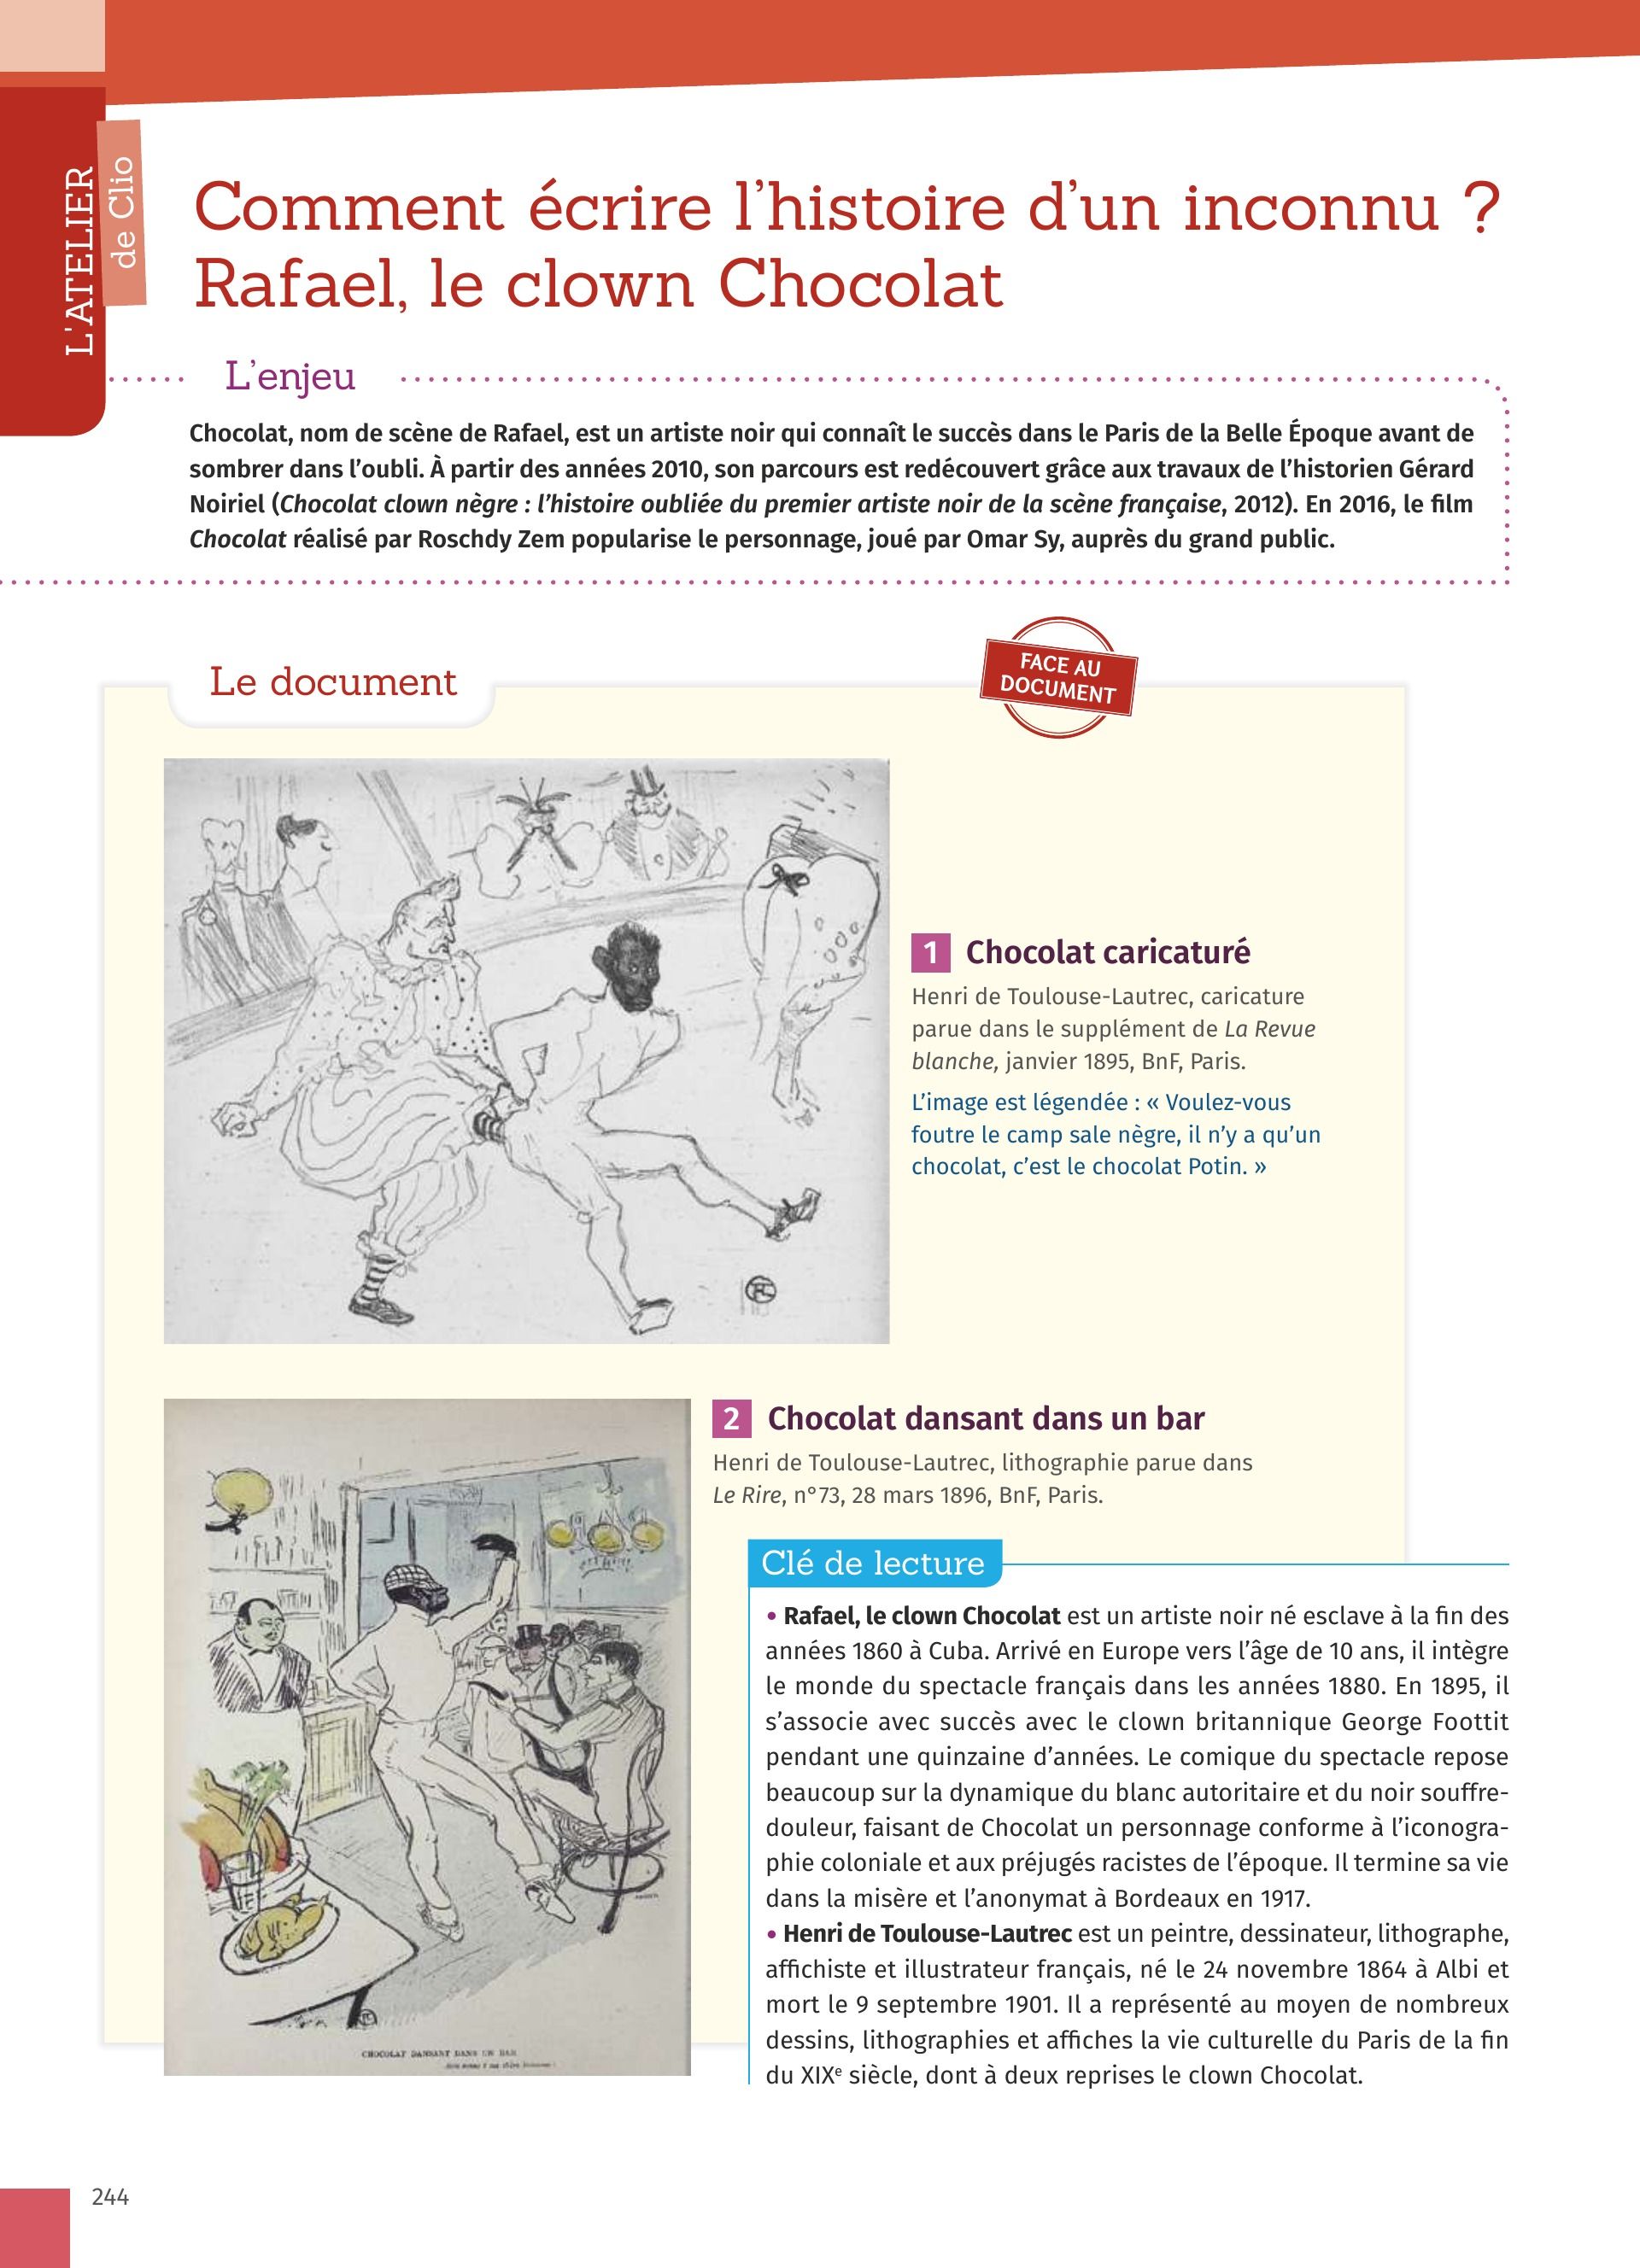 L'ATELIER
de Clio
Comment écrire l'histoire d'un inconnu ?
Rafael, le clown Chocolat
L'enjeu
Chocolat, nom de scène de Rafael, est un artiste noir qui connaît le succès dans le Paris de la Belle Époque avant de
sombrer dans l'oubli. À partir des années 2010, son parcours est redécouvert grâce aux travaux de l'historien Gérard
Noiriel (Chocolat clown nègre : l'histoire oubliée du premier artiste noir de la scène française, 2012). En 2016, le film
Chocolat réalisé par Roschdy Zem popularise le personnage, joué par Omar Sy, auprès du grand public.
Le document
FACE AU
DOCUMENT
1 Chocolat caricaturé
Henri de Toulouse-Lautrec, caricature
parue dans le supplément de La Revue
blanche, janvier 1895, BnF, Paris.
L'image est légendée : « Voulez-vous
foutre le camp sale nègre, il n'y a qu'un
chocolat, c'est le chocolat Potin. »
2 Chocolat dansant dans un bar
Henri de Toulouse-Lautrec, lithographie parue dans
Le Rire, n°73, 28 mars 1896, BnF, Paris.
CHOCOLAT DANSANT DANS UN BAR
Clé de lecture
• Rafael, le clown Chocolat est un artiste noir né esclave à la fin des
années 1860 à Cuba. Arrivé en Europe vers l'âge de 10 ans, il intègre
le monde du spectacle français dans les années 1880. En 1895, il
s'associe avec succès avec le clown britannique George Foottit
pendant une quinzaine d'années. Le comique du spectacle repose
beaucoup sur la dynamique du blanc autoritaire et du noir souffre-
douleur, faisant de Chocolat un personnage conforme à l'iconogra-
phie coloniale et aux préjugés racistes de l'époque. Il termine sa vie
dans la misère et l'anonymat à Bordeaux en 1917.
• Henri de Toulouse-Lautrec est un peintre, dessinateur, lithographe,
affichiste et illustrateur français, né le 24 novembre 1864 à Albi et
mort le 9 septembre 1901. Il a représenté au moyen de nombreux
dessins, lithographies et affiches la vie culturelle du Paris de la fin
du XIXe siècle, dont à deux reprises le clown Chocolat.
244